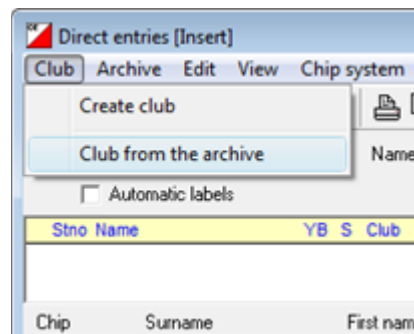 Direct entries [Insert]
Club Archive Edit View Chip system
Create club
Club from the archive
Name
Automatic labels
Stno Name YB S Club
Chip Surname First nam